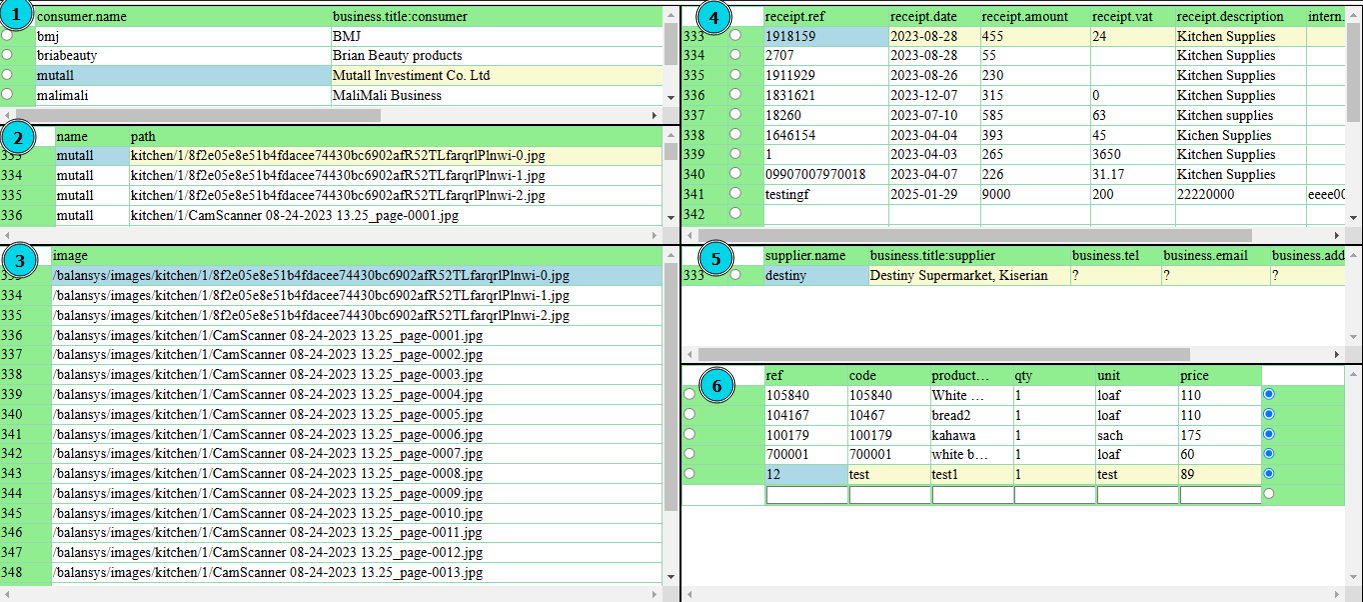 1
consumer.name business.title:consumer
bmj BMJ
briabeauty Brian Beauty products
mutall Mutall Investiment Co. Ltd
malimali MaliMali Business
2
name path
333 mutall kitchen/1/8f2e05e8e51b4fdacee74430bc6902afR52TLfarqrlPlnwi-0.jpg
334 mutall kitchen/1/8f2e05e8e51b4fdacee74430bc6902afR52TLfarqrlPlnwi-1.jpg
335 mutall kitchen/1/8f2e05e8e51b4fdacee74430bc6902afR52TLfarqrlPlnwi-2.jpg
336 mutall kitchen/1/CamScanner 08-24-2023 13.25_page-0001.jpg
3
image
333 /balansys/images/kitchen/1/8f2e05e8e51b4fdacee74430bc6902afR52TLfarqrlPlnwi-0.jpg
334 /balansys/images/kitchen/1/8f2e05e8e51b4fdacee74430bc6902afR52TLfarqrlPlnwi-1.jpg
335 /balansys/images/kitchen/1/8f2e05e8e51b4fdacee74430bc6902afR52TLfarqrlPlnwi-2.jpg
336 /balansys/images/kitchen/1/CamScanner 08-24-2023 13.25_page-0001.jpg
337 /balansys/images/kitchen/1/CamScanner 08-24-2023 13.25_page-0002.jpg
338 /balansys/images/kitchen/1/CamScanner 08-24-2023 13.25_page-0003.jpg
339 /balansys/images/kitchen/1/CamScanner 08-24-2023 13.25_page-0004.jpg
340 /balansys/images/kitchen/1/CamScanner 08-24-2023 13.25_page-0005.jpg
341 /balansys/images/kitchen/1/CamScanner 08-24-2023 13.25_page-0006.jpg
342 /balansys/images/kitchen/1/CamScanner 08-24-2023 13.25_page-0007.jpg
343 /balansys/images/kitchen/1/CamScanner 08-24-2023 13.25_page-0008.jpg
344 /balansys/images/kitchen/1/CamScanner 08-24-2023 13.25_page-0009.jpg
345 /balansys/images/kitchen/1/CamScanner 08-24-2023 13.25_page-0010.jpg
346 /balansys/images/kitchen/1/CamScanner 08-24-2023 13.25_page-0011.jpg
347 /balansys/images/kitchen/1/CamScanner 08-24-2023 13.25_page-0012.jpg
348 /balansys/images/kitchen/1/CamScanner 08-24-2023 13.25_page-0013.jpg
4
receipt.ref receipt.date receipt.amount receipt.vat receipt.description intern.
333 1918159 2023-08-28 455 24 Kitchen Supplies
334 2707 2023-08-28 55 Kitchen Supplies
335 1911929 2023-08-26 230 Kitchen Supplies
336 1831621 2023-12-07 315 0 Kitchen Supplies
337 18260 2023-07-10 585 63 Kitchen supplies
338 1646154 2023-04-04 393 45 Kichen Supplies
339 1 2023-04-03 265 3650 Kitchen Supplies
340 09907007970018 2023-04-07 226 31.17 Kitchen Supplies
341 testingf 2025-01-29 9000 200 22220000 eeee00
342
5
supplier.name business.title:supplier business.tel business.email business.add
333 destiny Destiny Supermarket, Kiserian ? ? ?
6
ref code product… qty unit price
105840 105840 White … 1 loaf 110
104167 10467 bread2 1 loaf 110
100179 100179 kahawa 1 sach 175
700001 700001 white b… 1 loaf 60
12 test test1 1 test 89